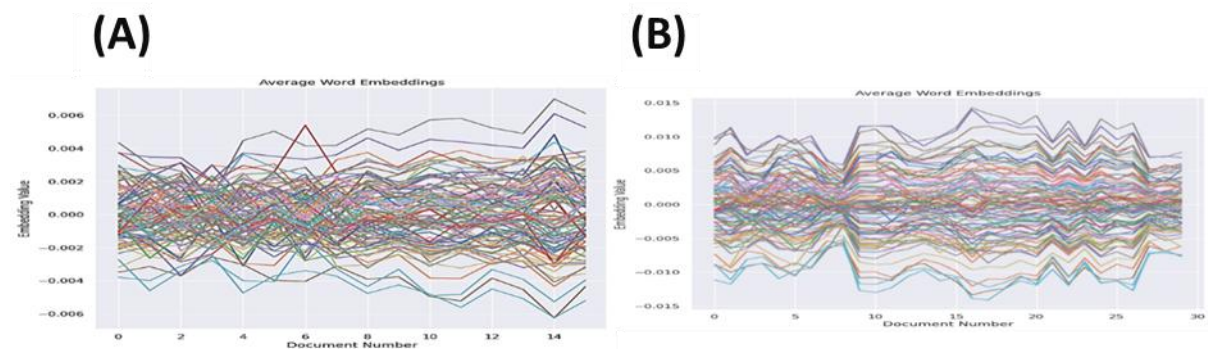 (A)
(B)
Average Word Embeddings
0.006
0.004
0.002
0.000
−0.002
−0.004
−0.006
Embedding Value
0 2 4 6 8 10 12 14
Document Number
Average Word Embeddings
0.015
0.010
0.005
0.000
−0.005
−0.010
−0.015
Embedding Value
0 5 10 15 20 25 30
Document Number